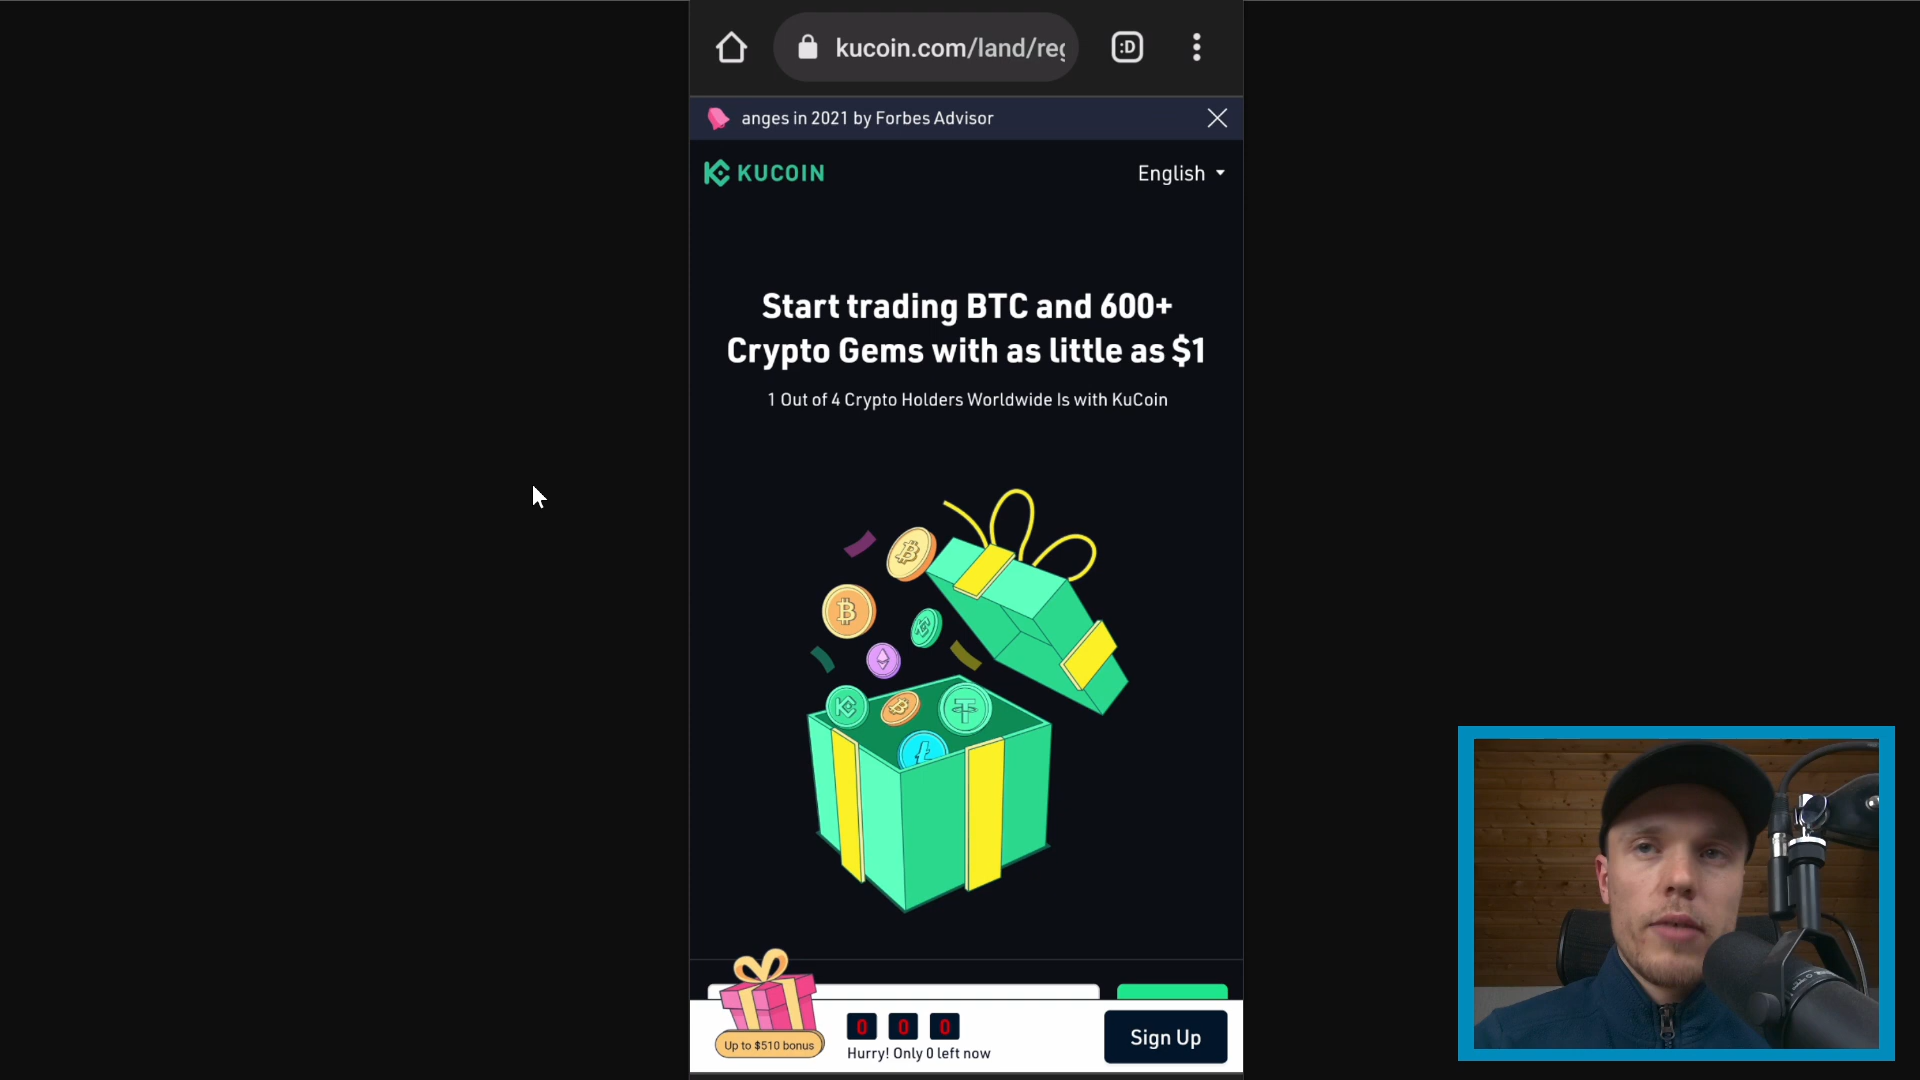 :D
kucoin.com/land/reg
anges in 2021 by Forbes Advisor
KUCOIN
English
Start trading BTC and 600+
Crypto Gems with as little as $1
1 Out of 4 Crypto Holders Worldwide Is with KuCoin
Up to $510 bonus
0 0 0
Hurry! Only 0 left now
Sign Up